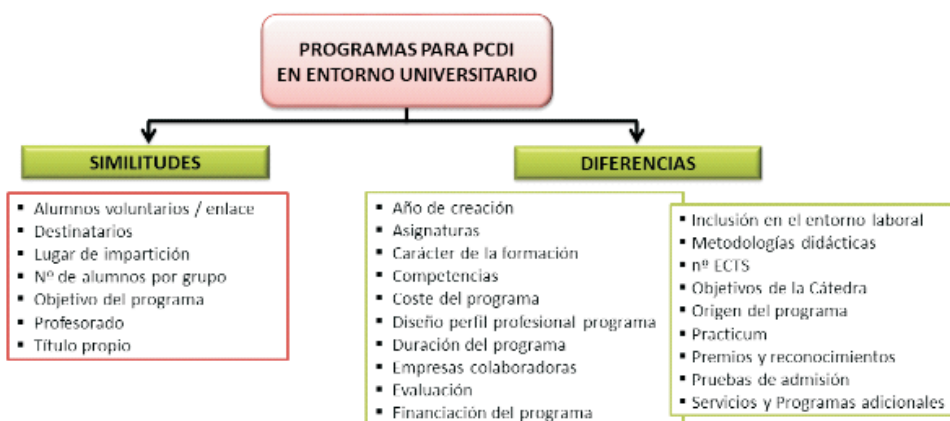 PROGRAMAS PARA PCDI
EN ENTORNO UNIVERSITARIO
SIMILITUDES
▪ Alumnos voluntarios / enlace
▪ Destinatarios
▪ Lugar de impartición
▪ Nº de alumnos por grupo
▪ Objetivo del programa
▪ Profesorado
▪ Título propio
DIFERENCIAS
▪ Año de creación
▪ Asignaturas
▪ Carácter de la formación
▪ Competencias
▪ Coste del programa
▪ Diseño perfil profesional programa
▪ Duración del programa
▪ Empresas colaboradoras
▪ Evaluación
▪ Financiación del programa
▪ Inclusión en el entorno laboral
▪ Metodologías didácticas
▪ nº ECTS
▪ Objetivos de la Cátedra
▪ Origen del programa
▪ Practicum
▪ Premios y reconocimientos
▪ Pruebas de admisión
▪ Servicios y Programas adicionales